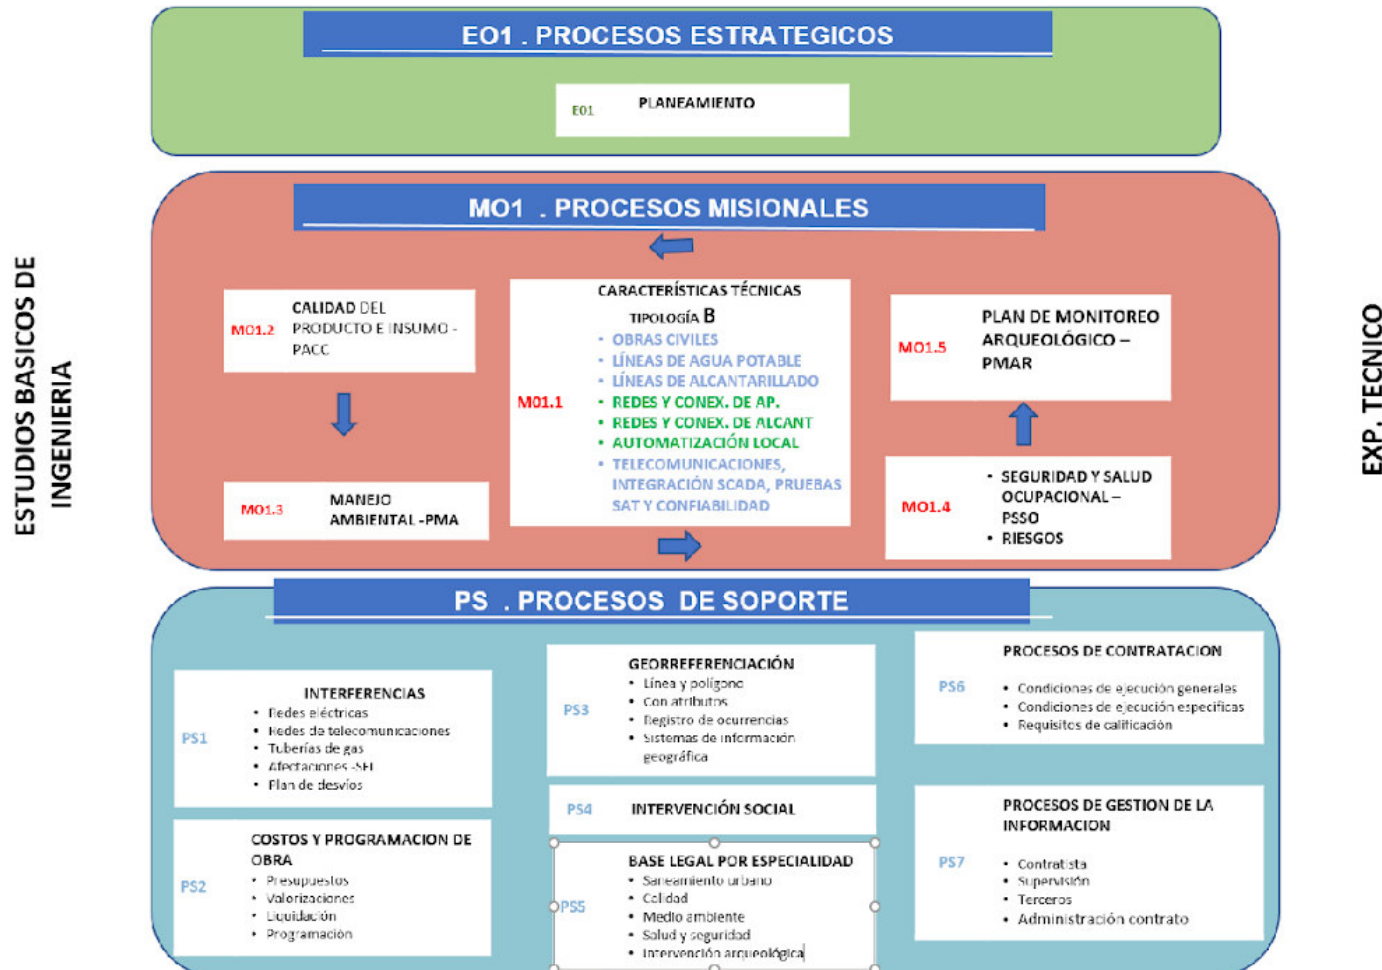 EO1 . PROCESOS ESTRATEGICOS
E01
PLANEAMIENTO
MO1 . PROCESOS MISIONALES
ESTUDIOS BASICOS DE
INGENIERIA
MO1.2
CALIDAD DEL
PRODUCTO E INSUMO -
PACC
MO1.3
MANEJO
AMBIENTAL -PMA
M01.1
CARACTERÍSTICAS TÉCNICAS
TIPOLOGÍA B
• OBRAS CIVILES
• LÍNEAS DE AGUA POTABLE
• LÍNEAS DE ALCANTARILLADO
• REDES Y CONEX. DE AP.
• REDES Y CONEX. DE ALCANT
• AUTOMATIZACIÓN LOCAL
• TELECOMUNICACIONES,
INTEGRACIÓN SCADA, PRUEBAS
SAT Y CONFIABILIDAD
MO1.5
PLAN DE MONITOREO
ARQUEOLÓGICO –
PMAR
MO1.4
• SEGURIDAD Y SALUD
OCUPACIONAL –
PSSO
• RIESGOS
EXP. TECNICO
PS . PROCESOS DE SOPORTE
PS1
INTERFERENCIAS
• Redes eléctricas
• Redes de telecomunicaciones
• Tuberías de gas
• Afectaciones
• Plan de desvíos
PS2
COSTOS Y PROGRAMACION DE
OBRA
• Presupuestos
• Valorizaciones
• Liquidación
• Programación
PS3
GEORREFERENCIACIÓN
• Línea y polígono
• Con atributos
• Registro de ocurrencias
• Sistemas de información
geográfica
PS4
INTERVENCIÓN SOCIAL
PS5
BASE LEGAL POR ESPECIALIDAD
• Saneamiento urbano
• Calidad
• Medio ambiente
• Salud y seguridad
• Intervención arqueológica
PS6
PROCESOS DE CONTRATACION
• Condiciones de ejecución generales
• Condiciones de ejecución especificas
• Requisitos de calificación
PS7
PROCESOS DE GESTION DE LA
INFORMACION
• Contratista
• Supervisión
• Terceros
• Administración contrato